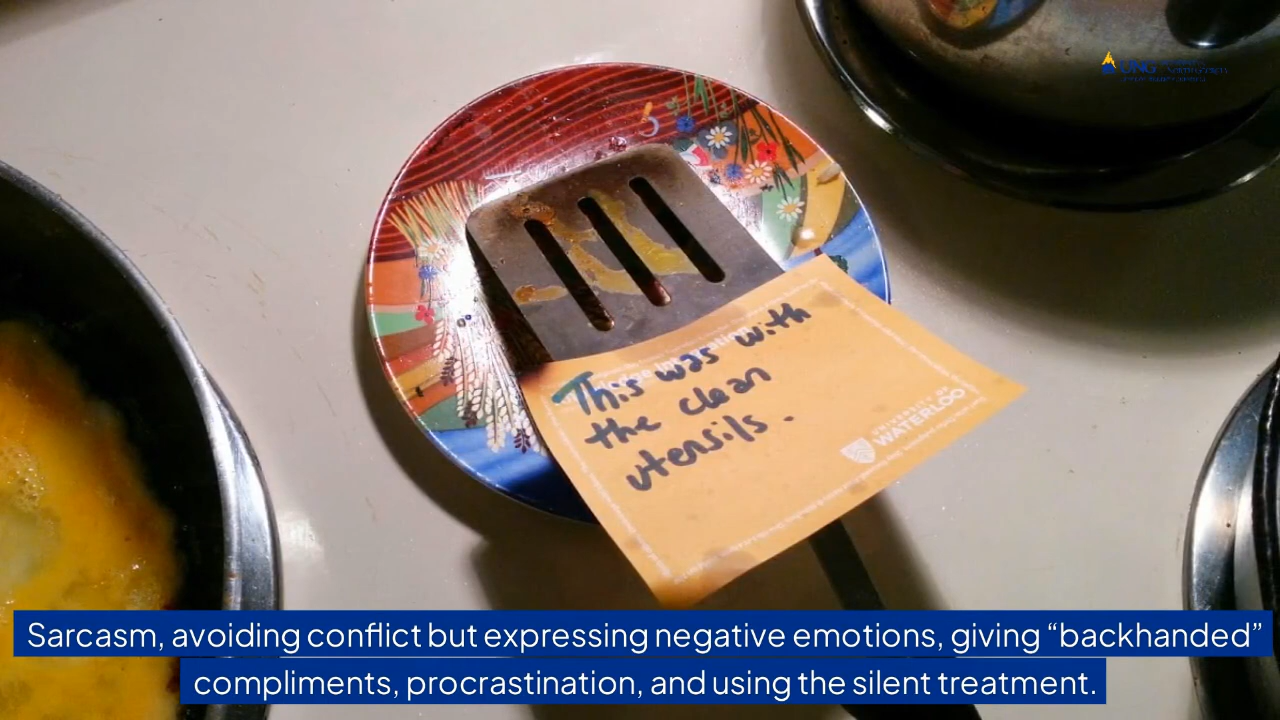 UNG
This was with
the clean
utensils.
UNIVERSITY OF
WATERLOO
Sarcasm, avoiding conflict but expressing negative emotions, giving “backhanded”
compliments, procrastination, and using the silent treatment.